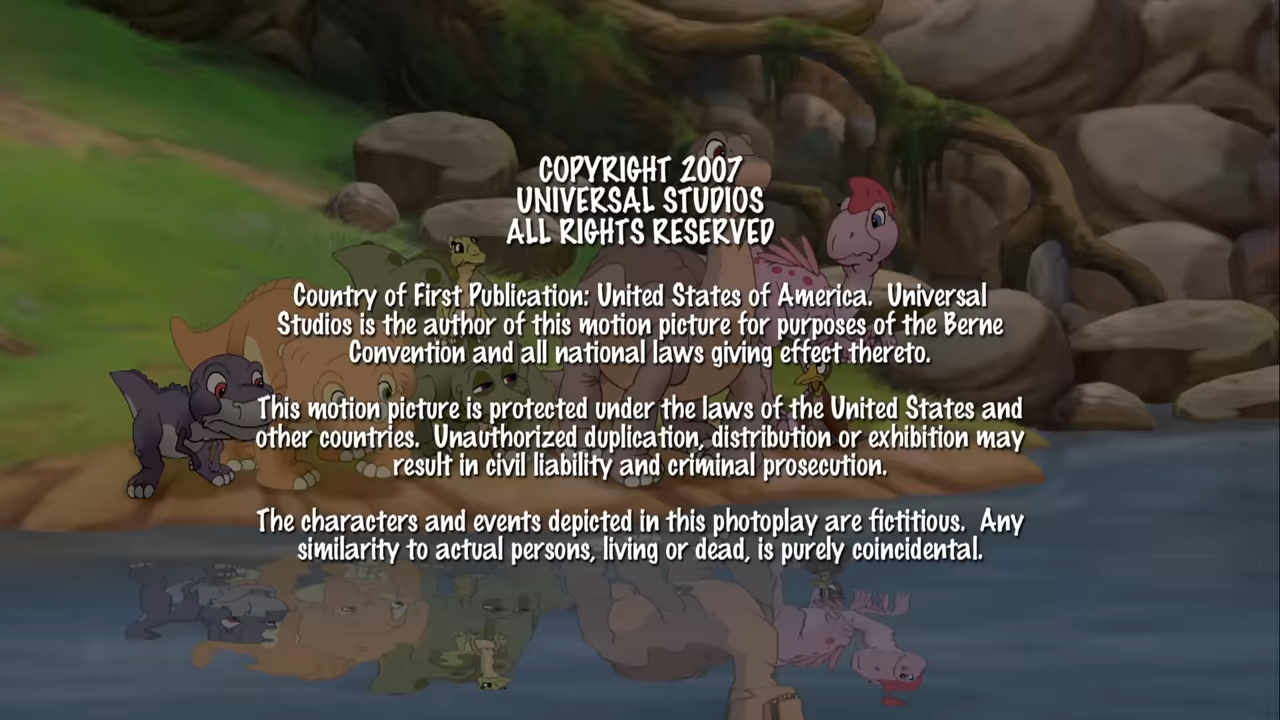 COPYRIGHT 2007
UNIVERSAL STUDIOS
ALL RIGHTS RESERVED
Country of First Publication: United States of America. Universal
Studios is the author of this motion picture for purposes of the Berne
Convention and all national laws giving effect thereto.
This motion picture is protected under the laws of the United States and
other countries. Unauthorized duplication, distribution or exhibition may
result in civil liability and criminal prosecution.
The characters and events depicted in this photoplay are fictitious. Any
similarity to actual persons, living or dead, is purely coincidental.